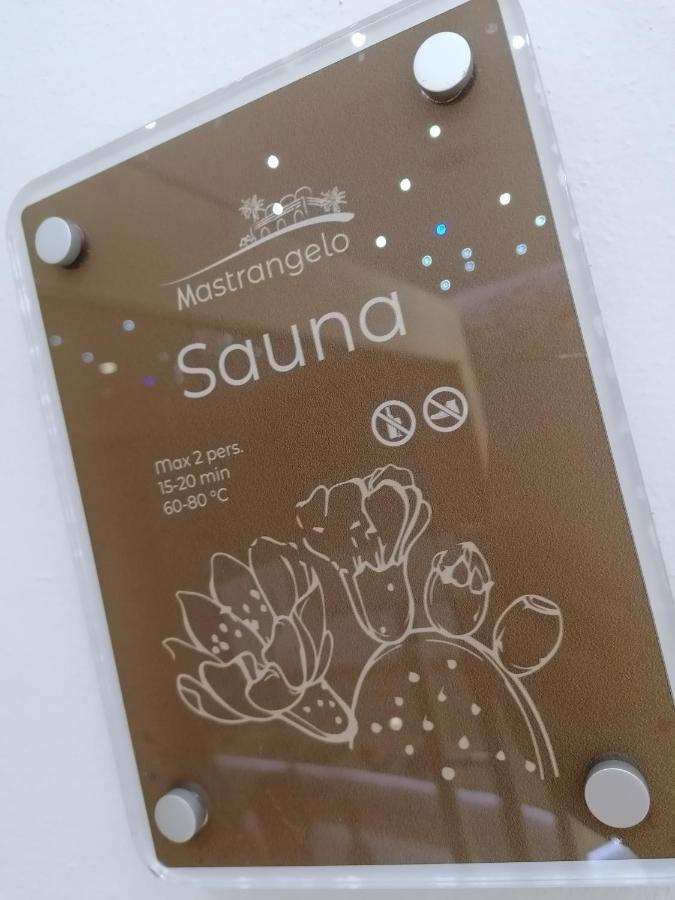 Mastrangelo
Sauna
Max 2 pers.
15-20 min
60-80 °C